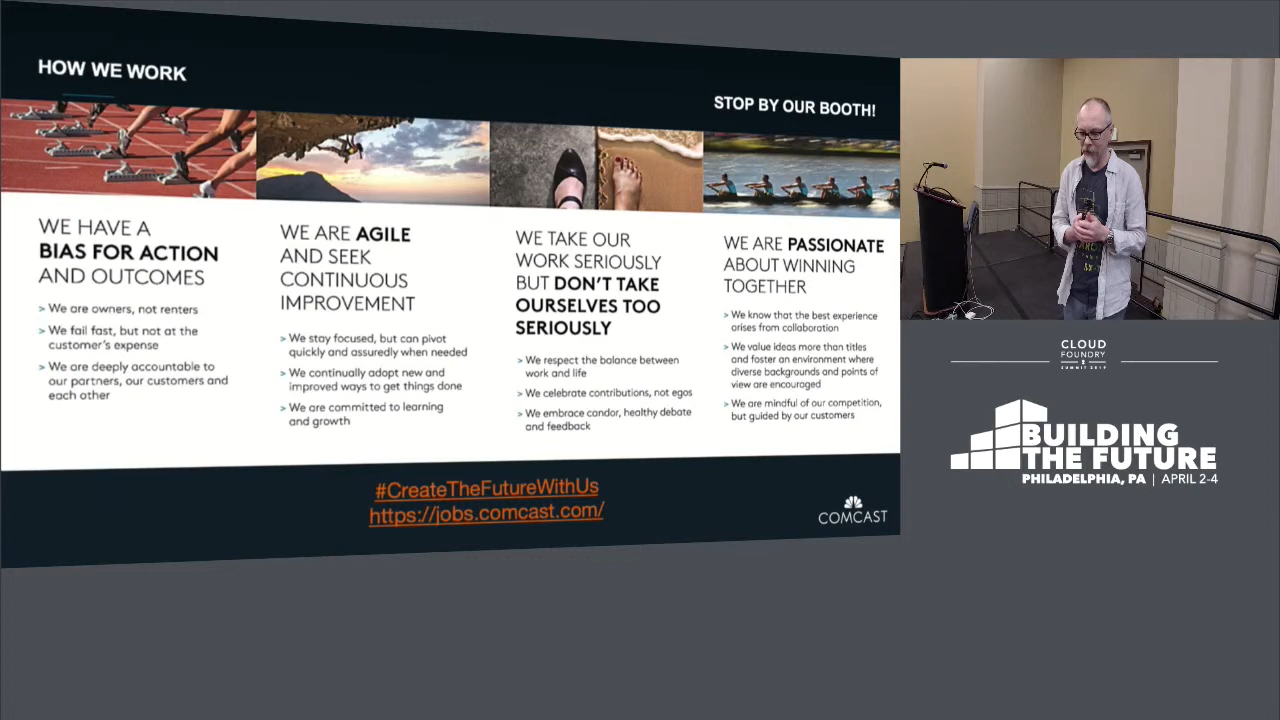 HOW WE WORK
STOP BY OUR BOOTH!
WE HAVE A
BIAS FOR ACTION
AND OUTCOMES
> We are owners, not renters
> We fail fast, but not at the
customer's expense
> We are deeply accountable to
our partners, our customers and
each other
WE ARE AGILE
AND SEEK
CONTINUOUS
IMPROVEMENT
> We stay focused, but can pivot
quickly and assuredly when needed
> We continually adopt new and
improved ways to get things done
> We are committed to learning
and growth
WE TAKE OUR
WORK SERIOUSLY
BUT DON'T TAKE
OURSELVES TOO
SERIOUSLY
> We respect the balance between
work and life
> We celebrate contributions, not egos
> We embrace candor, healthy debate
and feedback
WE ARE PASSIONATE
ABOUT WINNING
TOGETHER
> We know that the best experience
arises from collaboration
> We value ideas more than titles
and foster an environment where
diverse backgrounds and points of
view are encouraged
> We are mindful of our competition,
but guided by our customers
#CreateTheFutureWithUs
https://jobs.comcast.com/
COMCAST
CLOUD
FOUNDRY
SUMMIT 2019
BUILDING
THE FUTURE
PHILADELPHIA, PA | APRIL 2-4